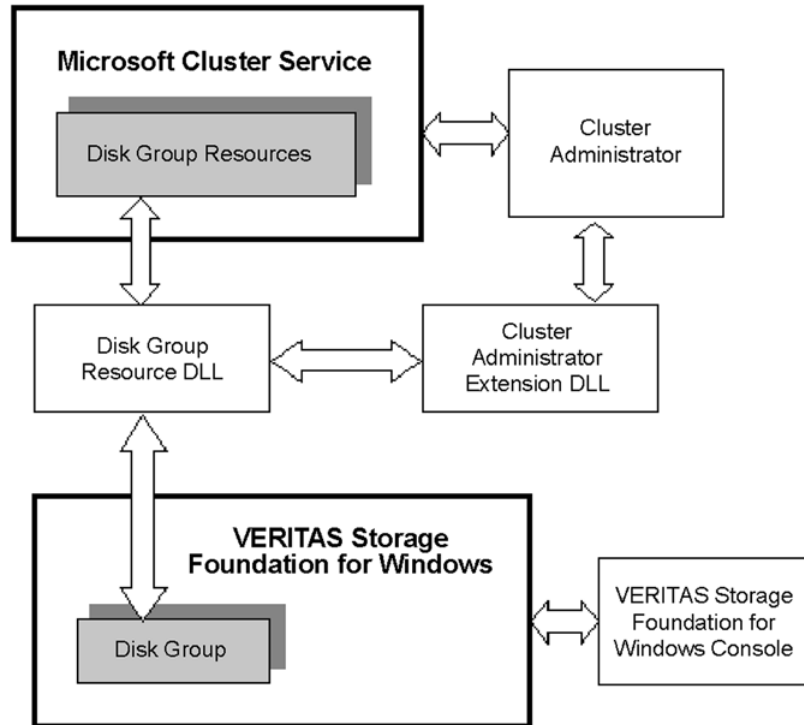 Microsoft Cluster Service
Disk Group Resources
Cluster
Administrator
Disk Group
Resource DLL
Cluster
Administrator
Extension DLL
VERITAS Storage
Foundation for Windows
Disk Group
VERITAS Storage
Foundation for
Windows Console